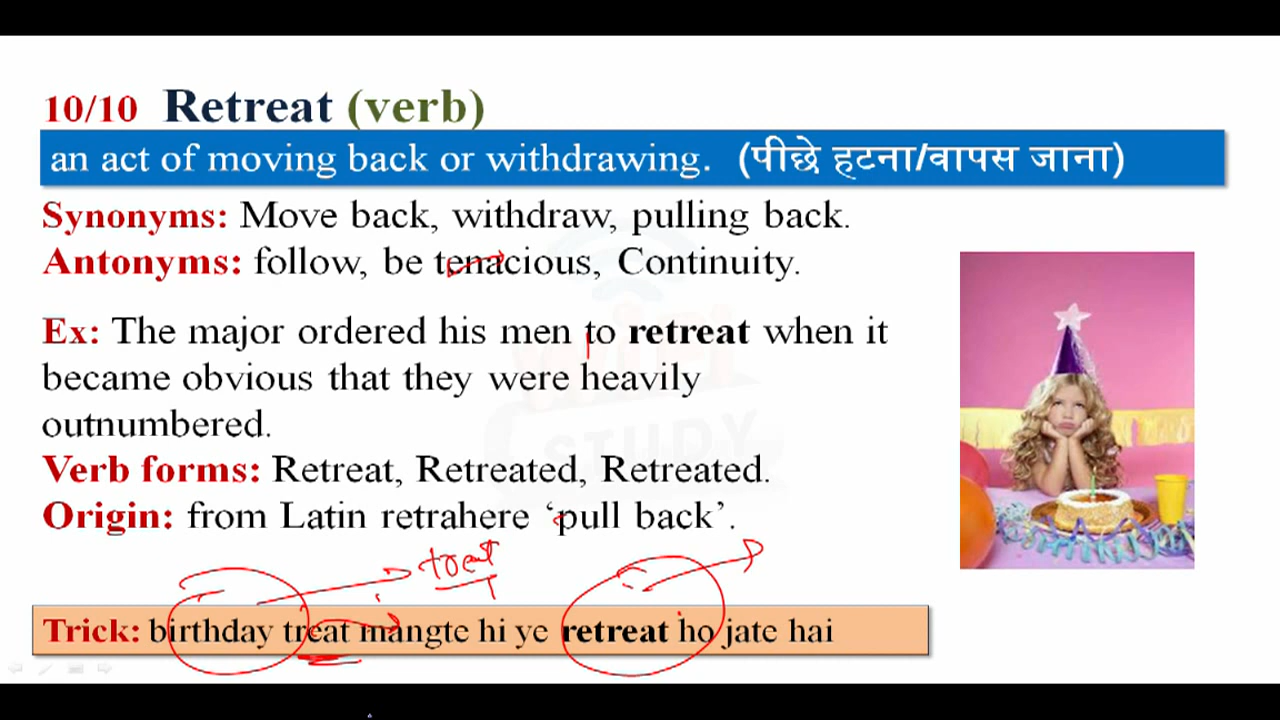 10/10 Retreat (verb)
an act of moving back or withdrawing. (पीछे हटना/वापस जाना)
Synonyms: Move back, withdraw, pulling back.
Antonyms: follow, be tenacious, Continuity.
Ex: The major ordered his men to retreat when it
became obvious that they were heavily
outnumbered.
Verb forms: Retreat, Retreated, Retreated.
Origin: from Latin retrahere ‘pull back’.
treat
Trick: birthday treat mangte hi ye retreat ho jate hai
WiFi
STUDY